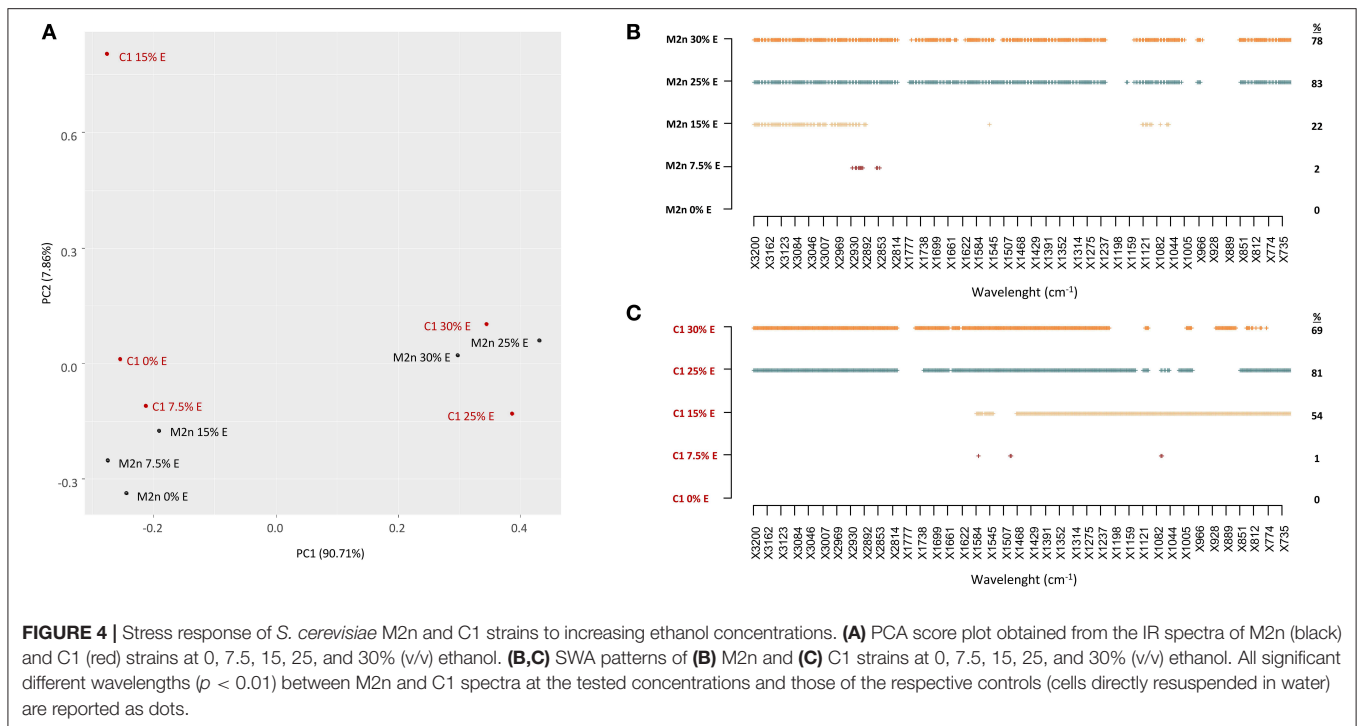 A
C1 15% E
0.6
0.3
C1 30% E
M2n 25% E
M2n 30% E
0.0
C1 0% E
C1 7.5% E
C1 25% E
M2n 15% E
M2n 7.5% E
-0.3
M2n 0% E
-0.2
0.0
0.2
0.4
PC2 (7.86%)
PC1 (90.71%)
B
%
M2n 30% E
78
M2n 25% E
83
M2n 15% E
22
M2n 7.5% E
2
M2n 0% E
0
X3200
X3162
X3123
X3084
X3046
X3007
X2969
X2930
X2892
X2853
X2814
X1777
X1738
X1699
X1661
X1622
X1584
X1545
X1507
X1468
X1429
X1391
X1352
X1314
X1275
X1237
X1198
X1159
X1121
X1082
X1044
X1005
X966
X928
X889
X851
X812
X774
X735
Wavelenght (cm-1)
C
%
C1 30% E
69
C1 25% E
81
C1 15% E
54
C1 7.5% E
1
C1 0% E
0
X3200
X3162
X3123
X3084
X3046
X3007
X2969
X2930
X2892
X2853
X2814
X1777
X1738
X1699
X1661
X1622
X1584
X1545
X1507
X1468
X1429
X1391
X1352
X1314
X1275
X1237
X1198
X1159
X1121
X1082
X1044
X1005
X966
X928
X889
X851
X812
X774
X735
Wavelenght (cm-1)
FIGURE 4 | Stress response of S. cerevisiae M2n and C1 strains to increasing ethanol concentrations. (A) PCA score plot obtained from the IR spectra of M2n (black)
and C1 (red) strains at 0, 7.5, 15, 25, and 30% (v/v) ethanol. (B,C) SWA patterns of (B) M2n and (C) C1 strains at 0, 7.5, 15, 25, and 30% (v/v) ethanol. All significant
different wavelengths (p < 0.01) between M2n and C1 spectra at the tested concentrations and those of the respective controls (cells directly resuspended in water)
are reported as dots.